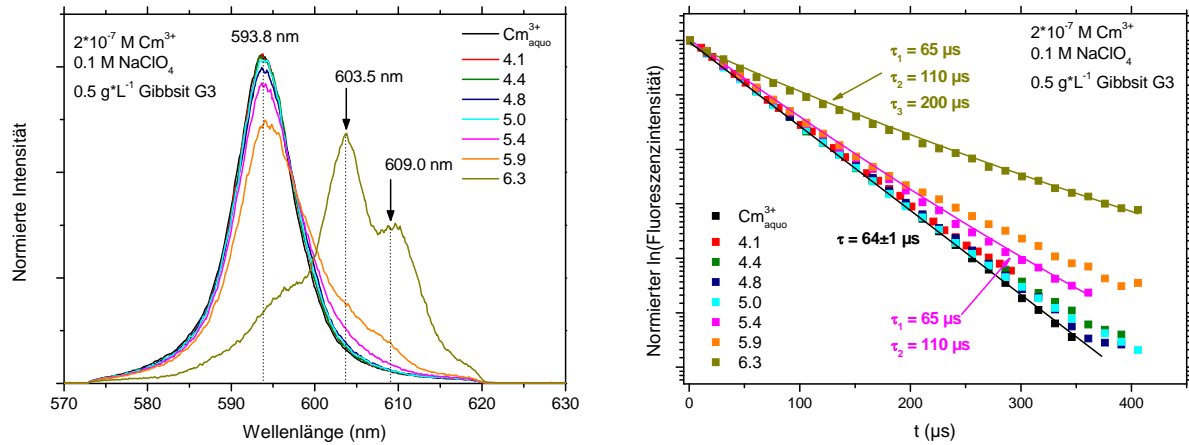 2*10⁻⁷ M Cm³⁺
0.1 M NaClO₄
0.5 g*L⁻¹ Gibbsit G3
593.8 nm
603.5 nm
609.0 nm
Cm³⁺aquo
4.1
4.4
4.8
5.0
5.4
5.9
6.3
Normierte Intensität
570 580 590 600 610 620 630
Wellenlänge (nm)
2*10⁻⁷ M Cm³⁺
0.1 M NaClO₄
0.5 g*L⁻¹ Gibbsit G3
τ₁ = 65 µs
τ₂ = 110 µs
τ₃ = 200 µs
τ = 64±1 µs
τ₁ = 65 µs
τ₂ = 110 µs
Cm³⁺aquo
4.1
4.4
4.8
5.0
5.4
5.9
6.3
Normierter ln(Fluoreszenzintensität)
0 100 200 300 400
t (µs)